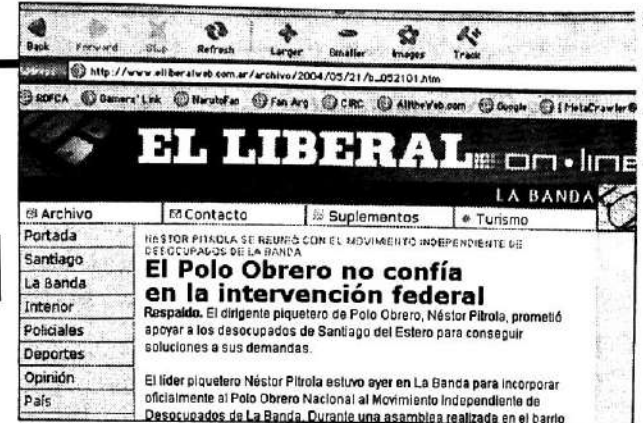 Back Forward Stop Refresh Larger Smaller Images Track
http://www.elliberalweb.com.ar/archivo/2004/05/21/b_052101.htm
Gamers' Link NarutoFan Fan Arg CIRC AlltheWeb.com Google [MetaCrawler
EL LIBERAL on•line
LA BANDA
Archivo Contacto Suplementos Turismo
Portada
Santiago
La Banda
Interior
Policiales
Deportes
Opinión
País
NÉSTOR PITROLA SE REUNIÓ CON EL MOVIMIENTO INDEPENDIENTE DE
DESOCUPADOS DE LA BANDA
El Polo Obrero no confía
en la intervención federal
Respaldo. El dirigente piquetero de Polo Obrero, Néstor Pitrola, prometió
apoyar a los desocupados de Santiago del Estero para conseguir
soluciones a sus demandas.
El líder piquetero Néstor Pitrola estuvo ayer en La Banda para incorporar
oficialmente al Polo Obrero Nacional al Movimiento Independiente de
Desocupados de La Banda. Durante una asamblea realizada en el barrio